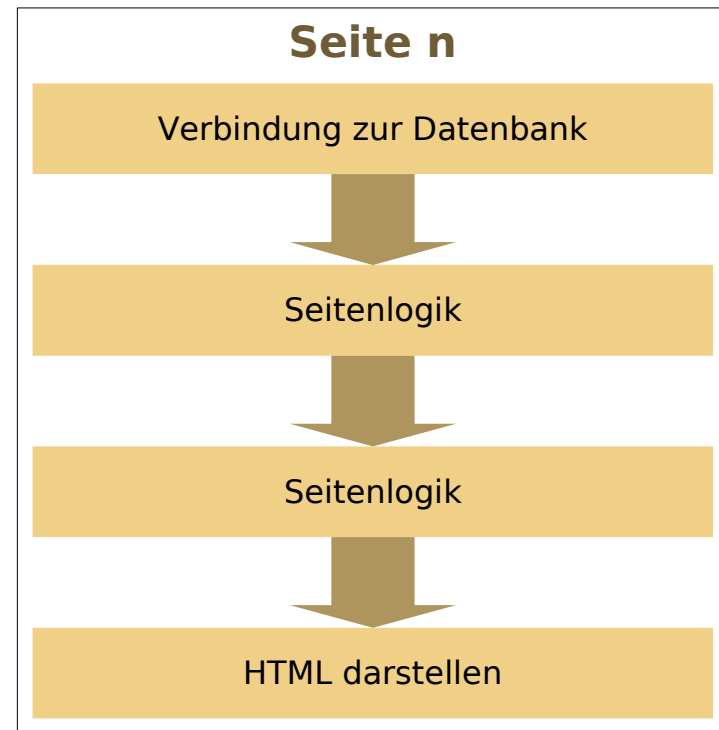 Seite n
Verbindung zur Datenbank
Seitenlogik
Seitenlogik
HTML darstellen